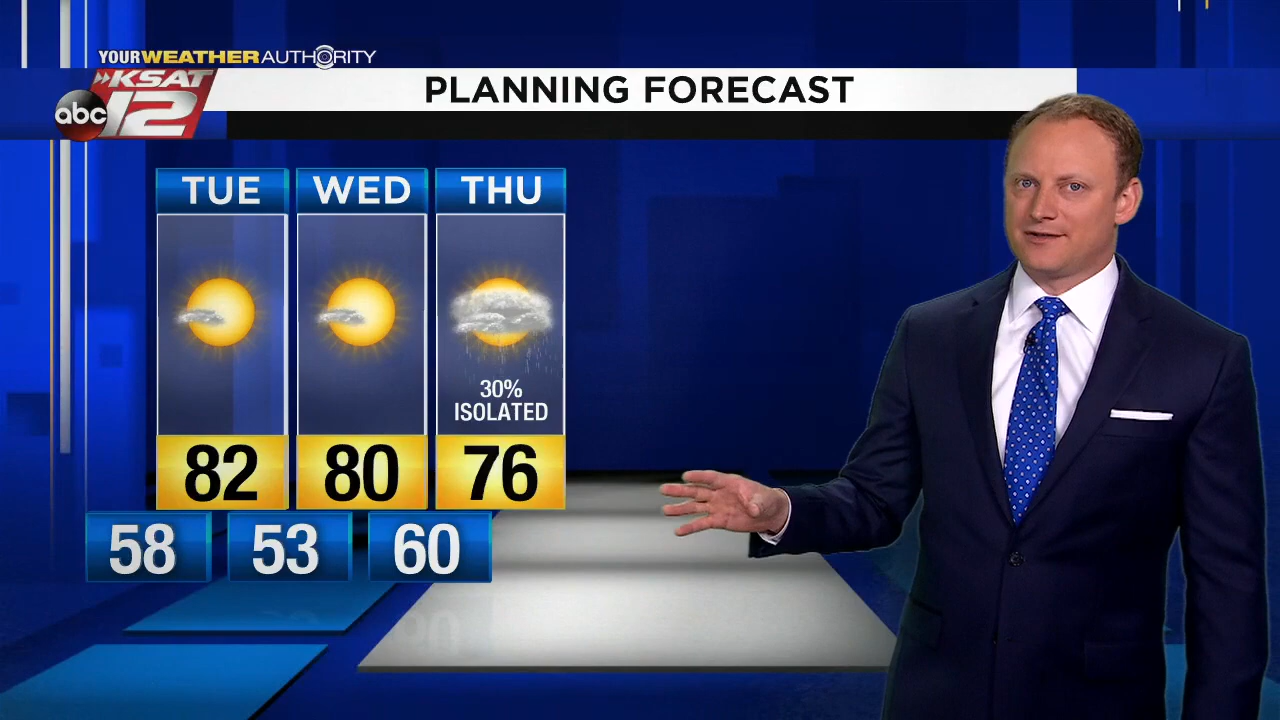 YOURWEATHERAUTHORITY
KSAT
abc 12
PLANNING FORECAST
TUE WED THU
30%
ISOLATED
82 80 76
58 53 60